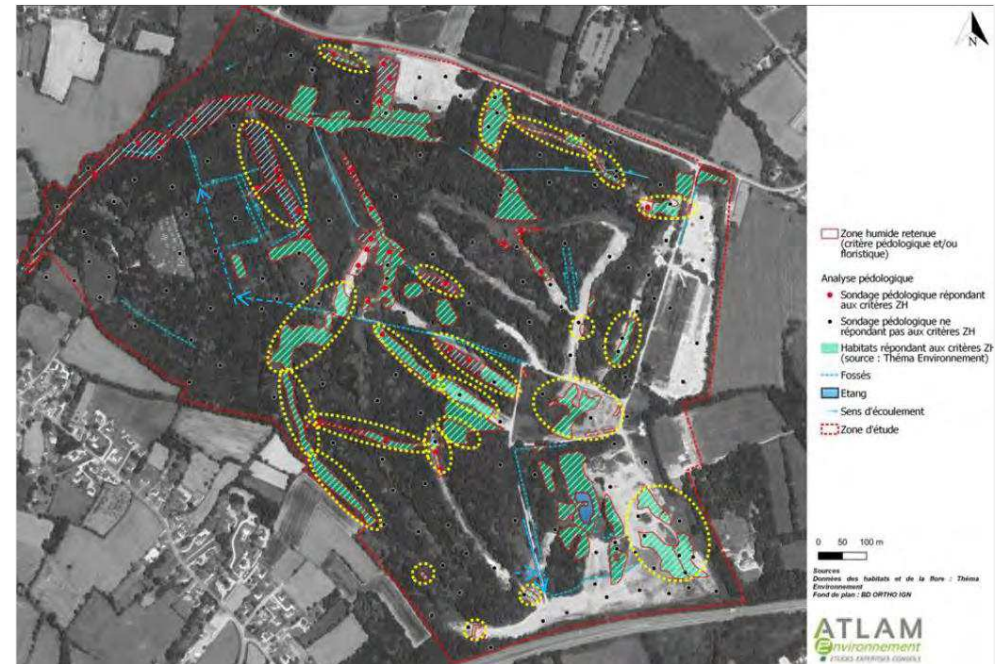 N
Zone humide retenue
(critère pédologique et/ou
floristique)
Analyse pédologique
Sondage pédologique répondant
aux critères ZH
Sondage pédologique ne
répondant pas aux critères ZH
Habitats répondant aux critères ZH
(source : Théma Environnement)
Fossés
Etang
Sens d'écoulement
Zone d'étude
0 50 100 m
Sources
Données des habitats et de la flore : Théma
Environnement
Fond de plan : BD ORTHO IGN
ATLAM
Environnement
ÉTUDES EXPERTISES CONSEILS